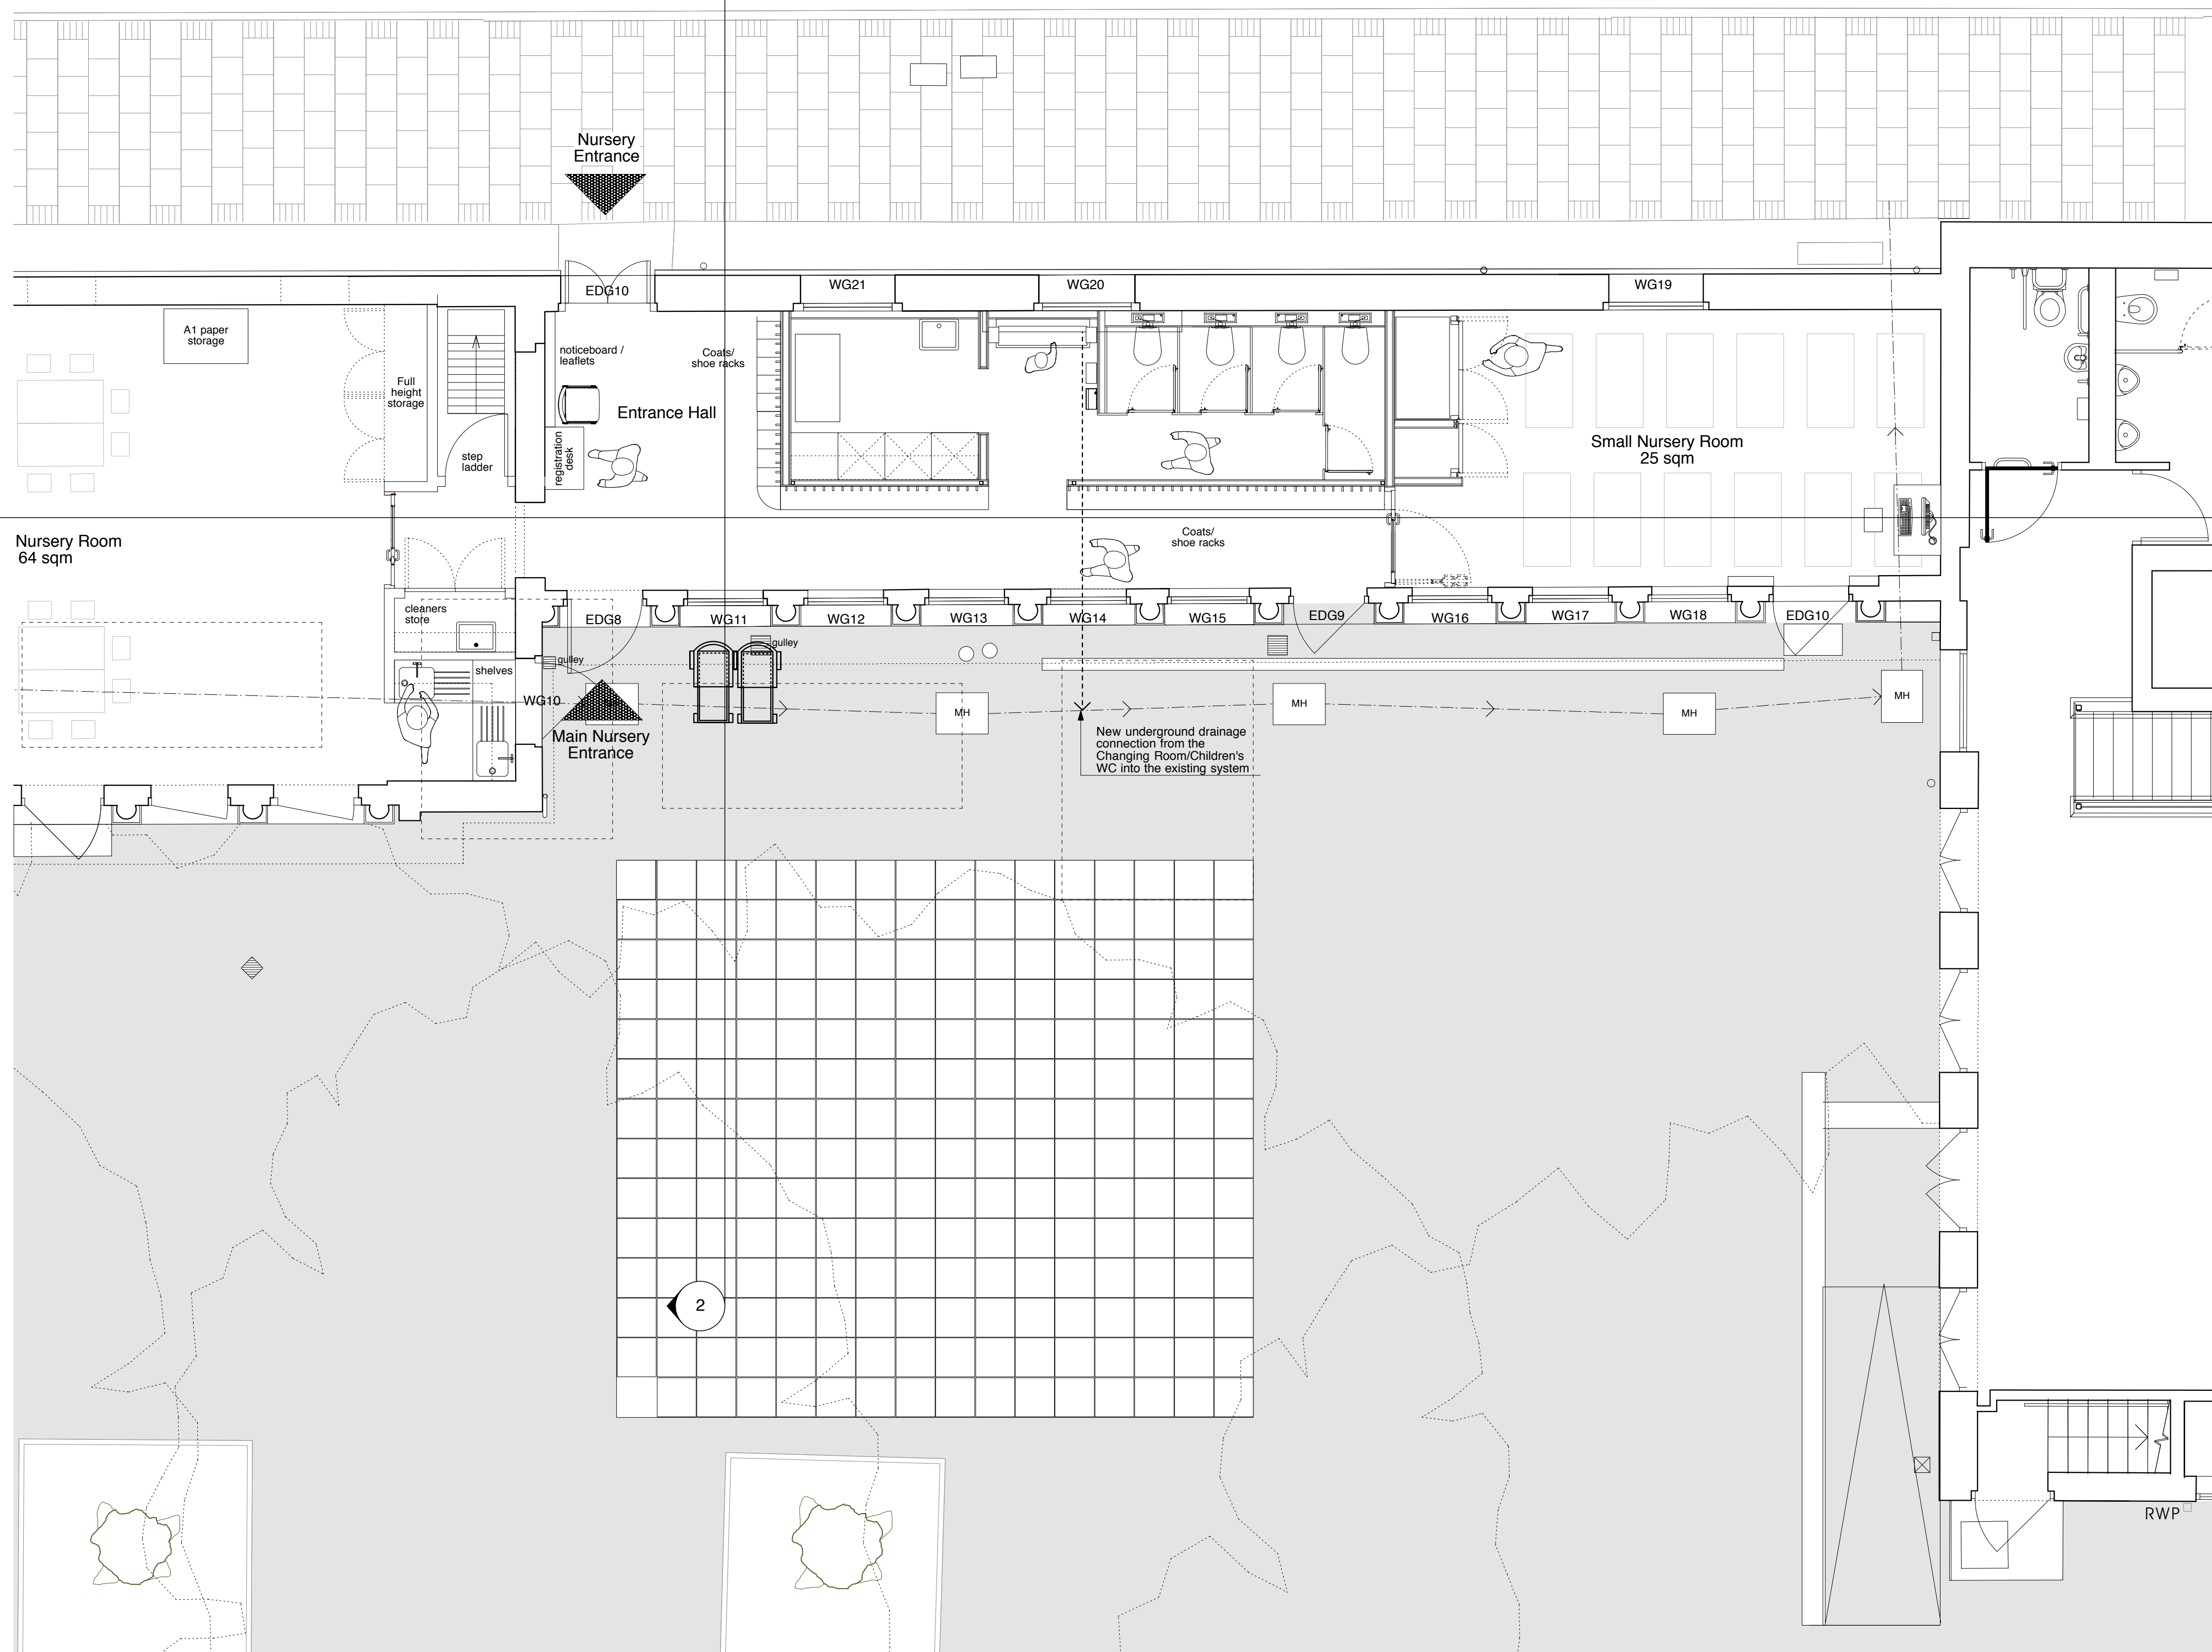 Nursery
Entrance
EDG10
WG21
WG20
WG19
A1 paper
storage
noticeboard /
leaflets
Coats/
shoe racks
Full
height
storage
Entrance Hall
registration
desk
step
ladder
Small Nursery Room
25 sqm
Nursery Room
64 sqm
Coats/
shoe racks
cleaners
store
EDG8
WG11
WG12
WG13
WG14
WG15
EDG9
WG16
WG17
WG18
EDG10
gulley
gulley
shelves
WG10
MH
MH
MH
MH
Main Nursery
Entrance
New underground drainage
connection from the
Changing Room/Children's
WC into the existing system
2
RWP